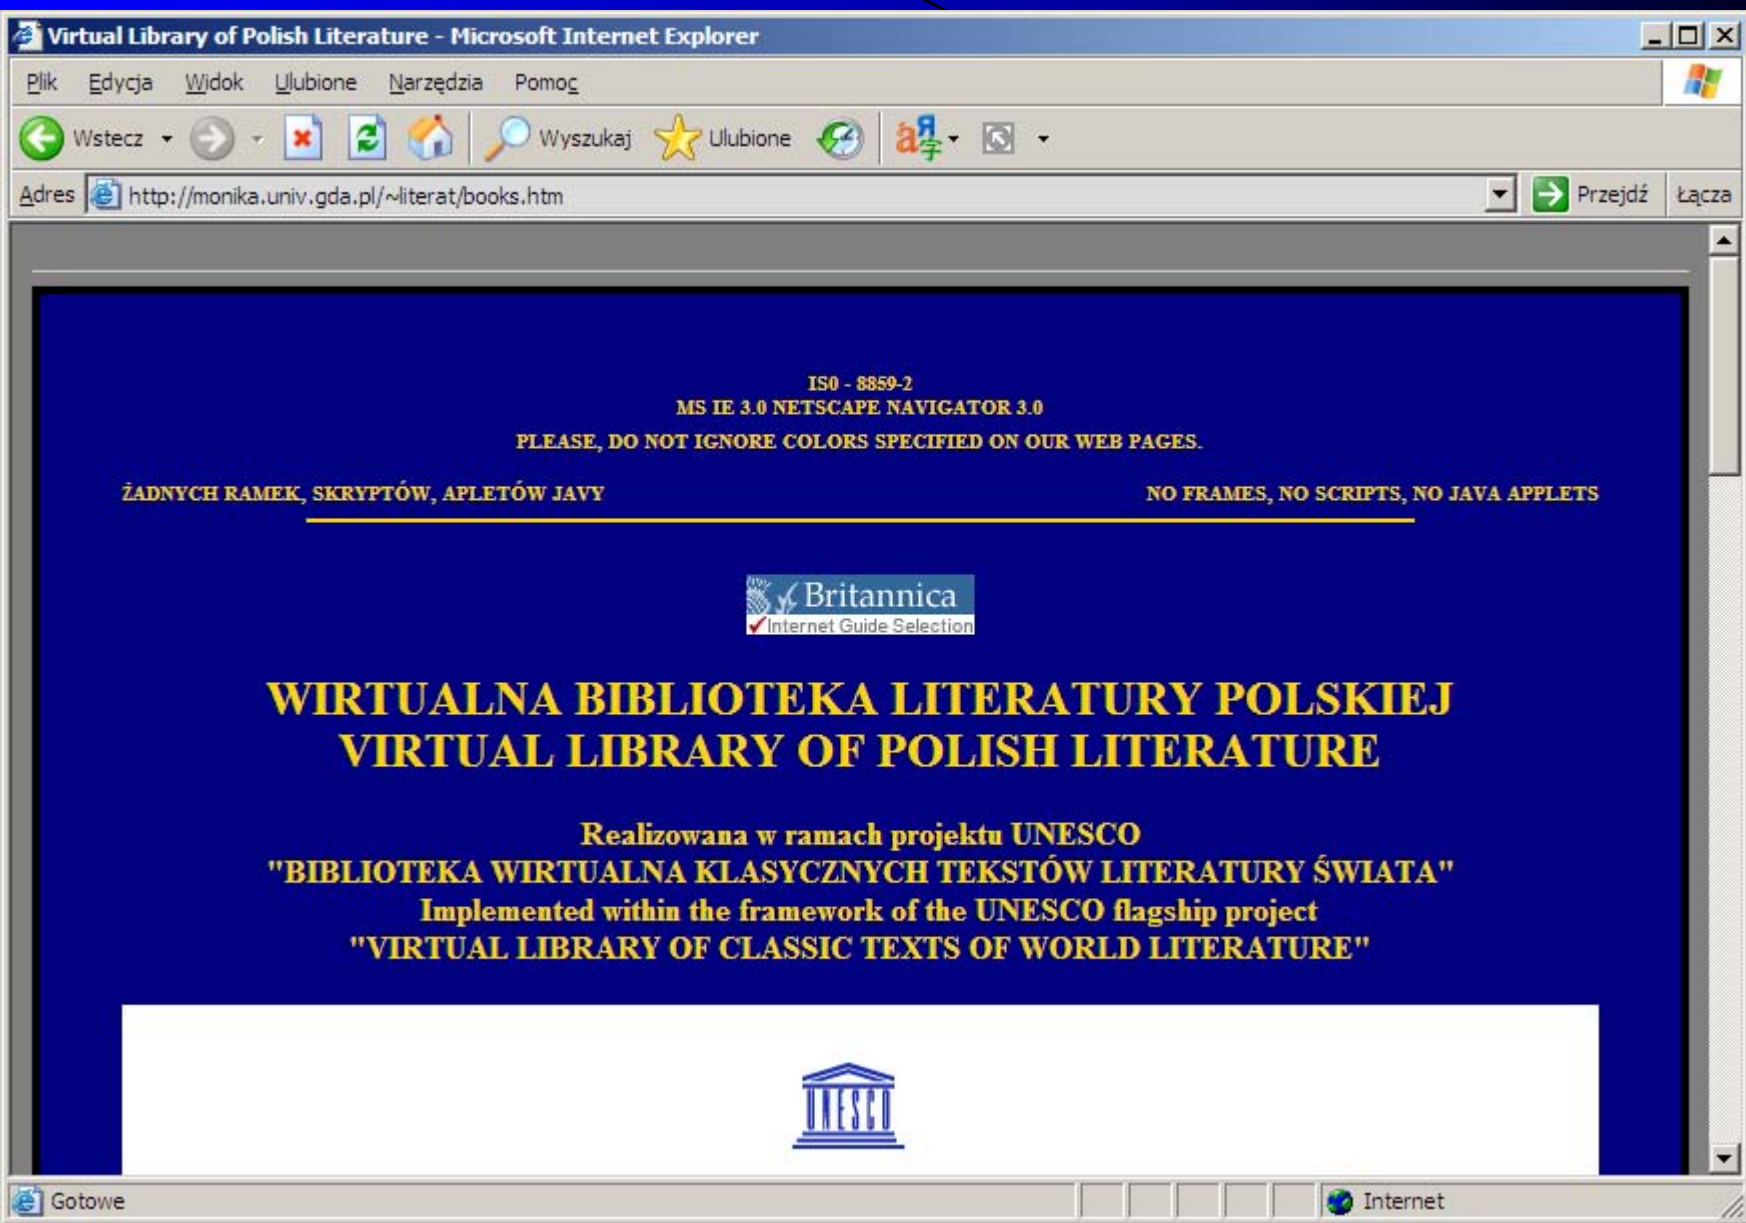 Virtual Library of Polish Literature - Microsoft Internet Explorer
Plik Edycja Widok Ulubione Narzędzia Pomoc
Wstecz Wyszukaj Ulubione
Adres http://monika.univ.gda.pl/~literat/books.htm Przejdź Łącza
IS0 - 8859-2
MS IE 3.0 NETSCAPE NAVIGATOR 3.0
PLEASE, DO NOT IGNORE COLORS SPECIFIED ON OUR WEB PAGES.
ŻADNYCH RAMEK, SKRYPTÓW, APLETÓW JAVY NO FRAMES, NO SCRIPTS, NO JAVA APPLETS
Britannica
Internet Guide Selection
WIRTUALNA BIBLIOTEKA LITERATURY POLSKIEJ
VIRTUAL LIBRARY OF POLISH LITERATURE
Realizowana w ramach projektu UNESCO
"BIBLIOTEKA WIRTUALNA KLASYCZNYCH TEKSTÓW LITERATURY ŚWIATA"
Implemented within the framework of the UNESCO flagship project
"VIRTUAL LIBRARY OF CLASSIC TEXTS OF WORLD LITERATURE"
UNESCO
Gotowe Internet